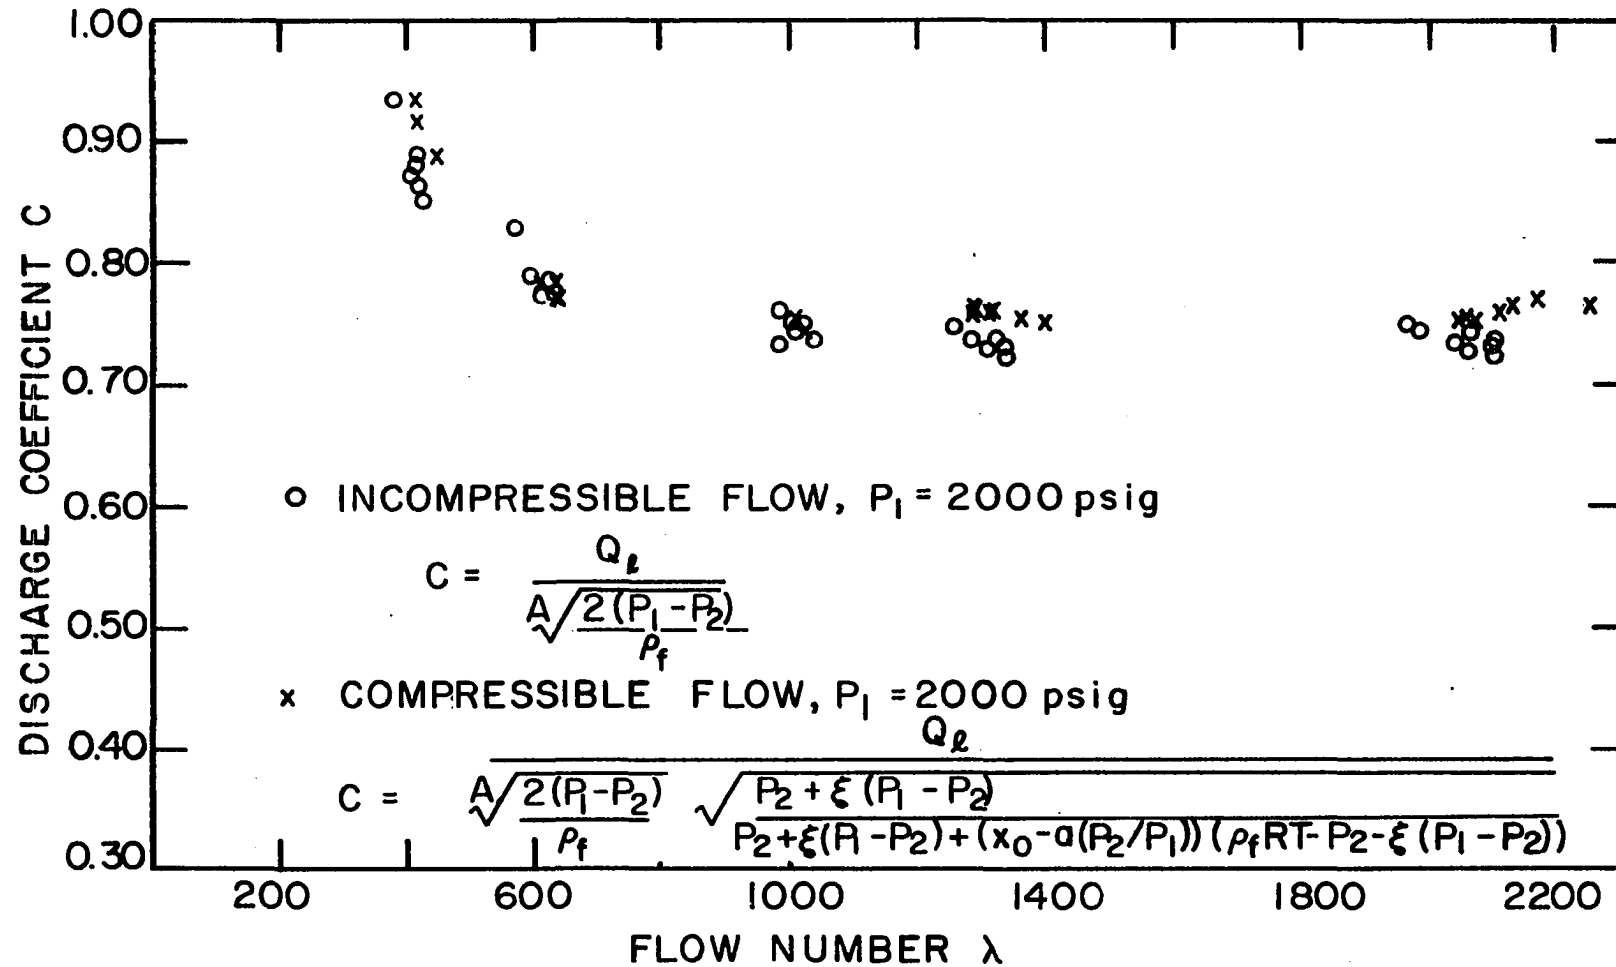 1.00
0.90
0.80
0.70
0.60
0.50
0.40
0.30
DISCHARGE COEFFICIENT C
o INCOMPRESSIBLE FLOW, P₁ = 2000 psig
C = Qℓ / A√(2(P₁-P₂)/ρf)
x COMPRESSIBLE FLOW, P₁ = 2000 psig
C = Qℓ / A√(2(P₁-P₂)/ρf) √(P₂+ξ(P₁-P₂) / P₂+ξ(P₁-P₂)+(x₀-a(P₂/P₁))(ρfRT-P₂-ξ(P₁-P₂)))
200 600 1000 1400 1800 2200
FLOW NUMBER λ